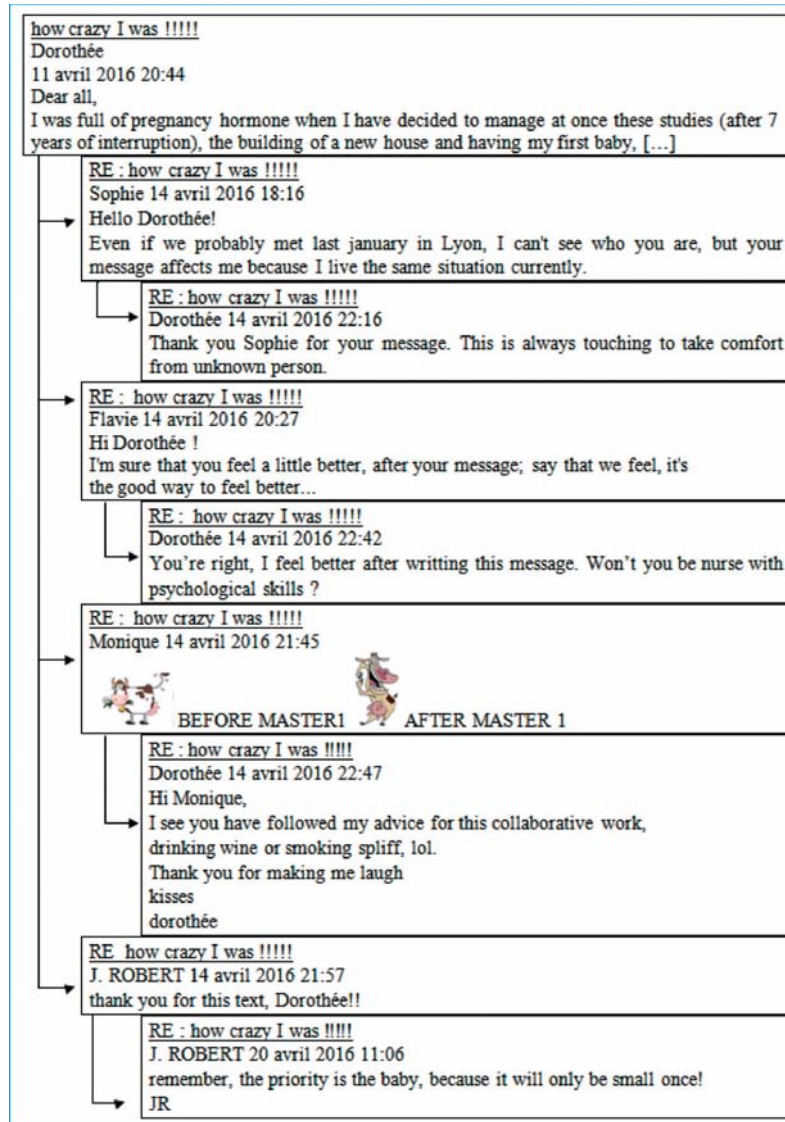 how crazy I was !!!!!
Dorothée
11 avril 2016 20:44
Dear all,
I was full of pregnancy hormone when I have decided to manage at once these studies (after 7
years of interruption), the building of a new house and having my first baby, […]
RE : how crazy I was !!!!!
Sophie 14 avril 2016 18:16
Hello Dorothée!
Even if we probably met last january in Lyon, I can't see who you are, but your
message affects me because I live the same situation currently.
RE : how crazy I was !!!!!
Dorothée 14 avril 2016 22:16
Thank you Sophie for your message. This is always touching to take comfort
from unknown person.
RE : how crazy I was !!!!!
Flavie 14 avril 2016 20:27
Hi Dorothée !
I'm sure that you feel a little better, after your message; say that we feel, it's
the good way to feel better...
RE : how crazy I was !!!!!
Dorothée 14 avril 2016 22:42
You're right, I feel better after writting this message. Won't you be nurse with
psychological skills ?
RE : how crazy I was !!!!!
Monique 14 avril 2016 21:45
BEFORE MASTER1 AFTER MASTER 1
RE : how crazy I was !!!!!
Dorothée 14 avril 2016 22:47
Hi Monique,
I see you have followed my advice for this collaborative work,
drinking wine or smoking spliff, lol.
Thank you for making me laugh
kisses
dorothée
RE how crazy I was !!!!!
J. ROBERT 14 avril 2016 21:57
thank you for this text, Dorothée!!
RE : how crazy I was !!!!!
J. ROBERT 20 avril 2016 11:06
remember, the priority is the baby, because it will only be small once!
JR